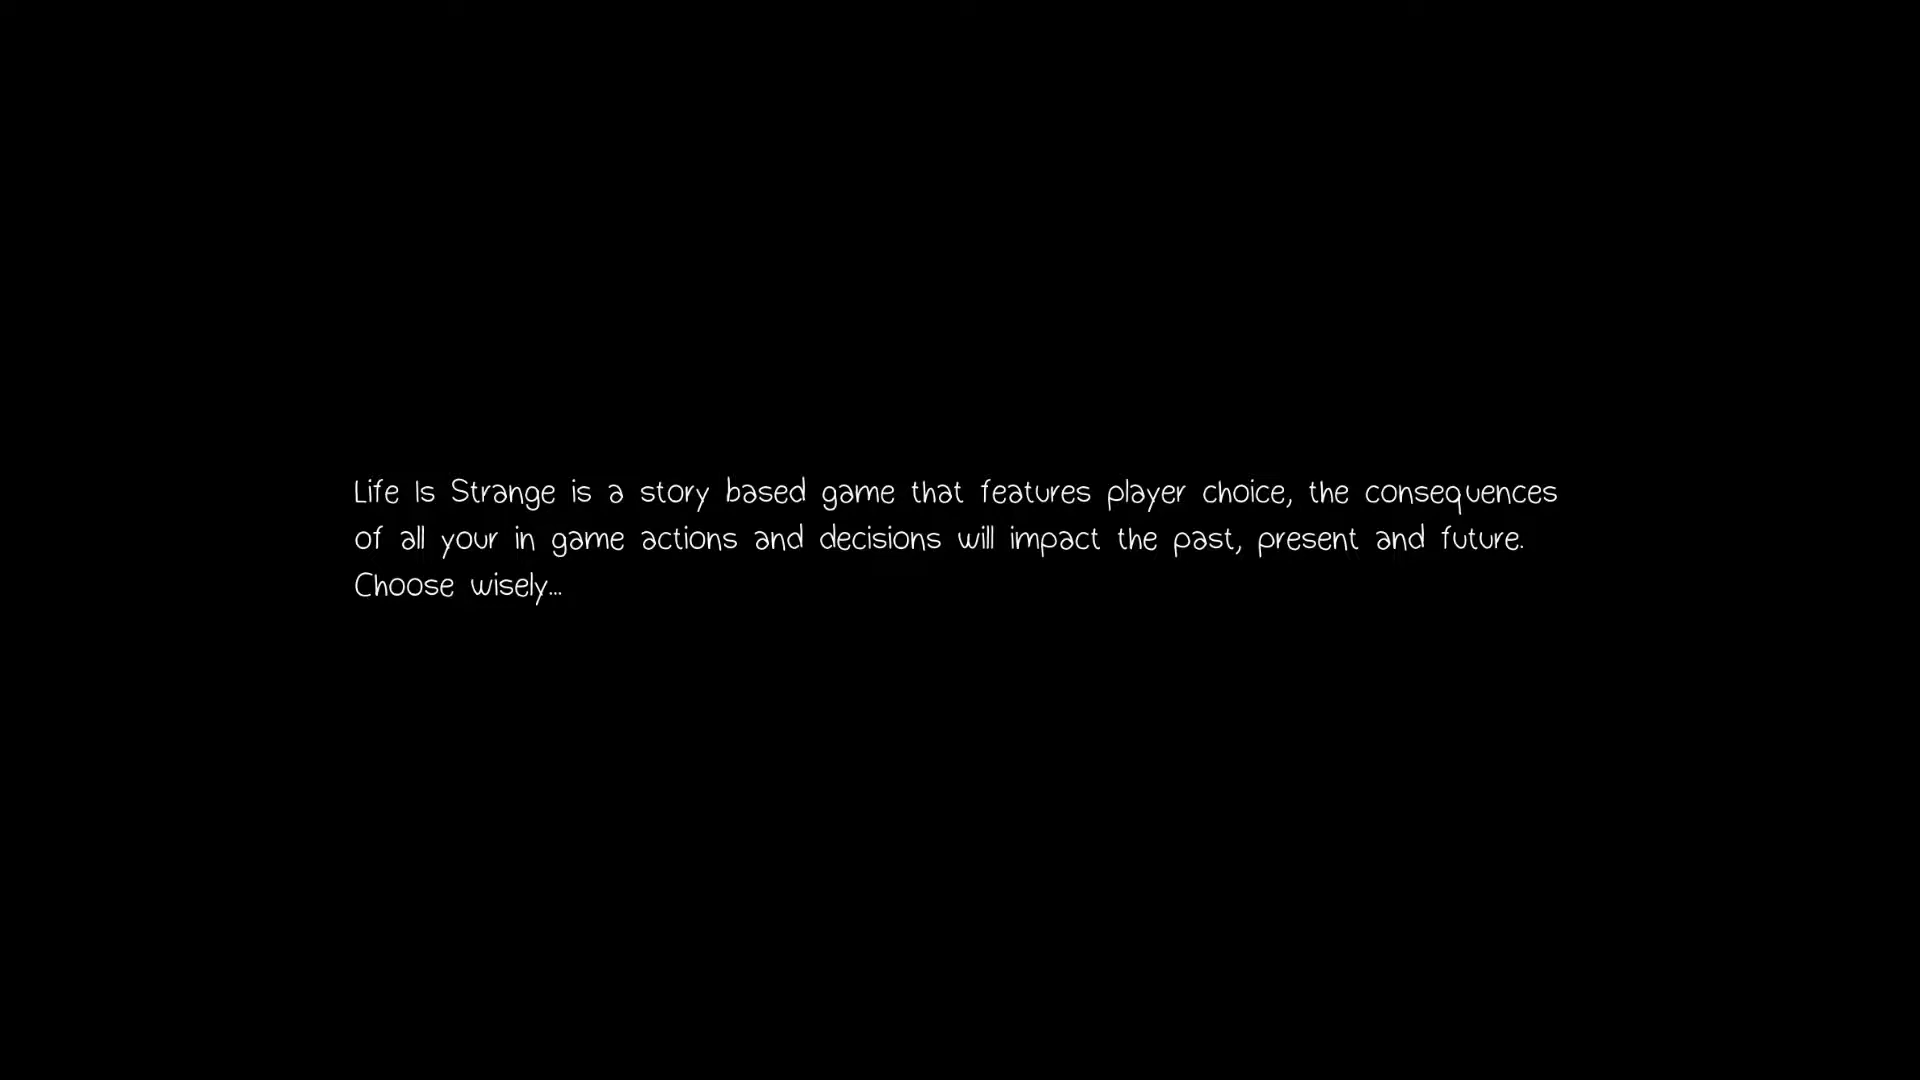 Life Is Strange is a story based game that features player choice, the consequences
of all your in game actions and decisions will impact the past, present and future.
Choose wisely...